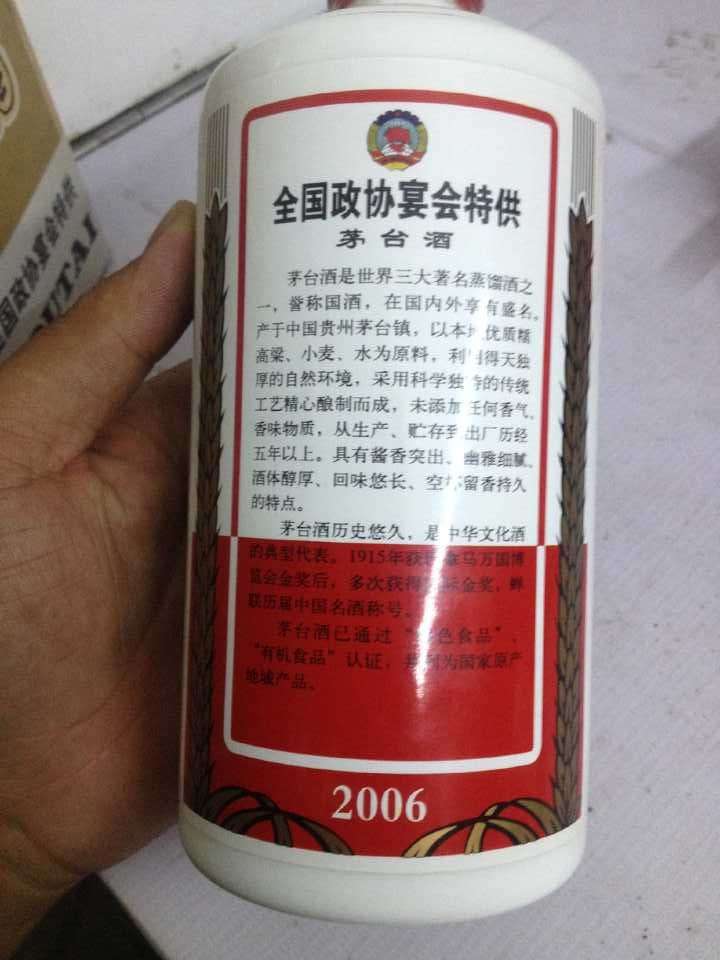 全国政协宴会特供
茅台酒
茅台酒是世界三大著名蒸馏酒之
一，誉称国酒，在国内外享有盛名。
产于中国贵州茅台镇，以本地优质糯
高粱、小麦、水为原料，利用得天独
厚的自然环境，采用科学独特的传统
工艺精心酿制而成，未添加任何香气、
香味物质，从生产、贮存到出厂历经
五年以上。具有酱香突出、幽雅细腻、
酒体醇厚、回味悠长、空杯留香持久
的特点。
茅台酒历史悠久，是中华文化酒
的典型代表。1915年获巴拿马万国博
览会金奖后，多次获得国际金奖，蝉
联历届中国名酒称号。
茅台酒已通过“绿色食品”、
“有机食品”认证，并列为国家原产
地域产品。
2006
全国政协宴会特供
OUTAI